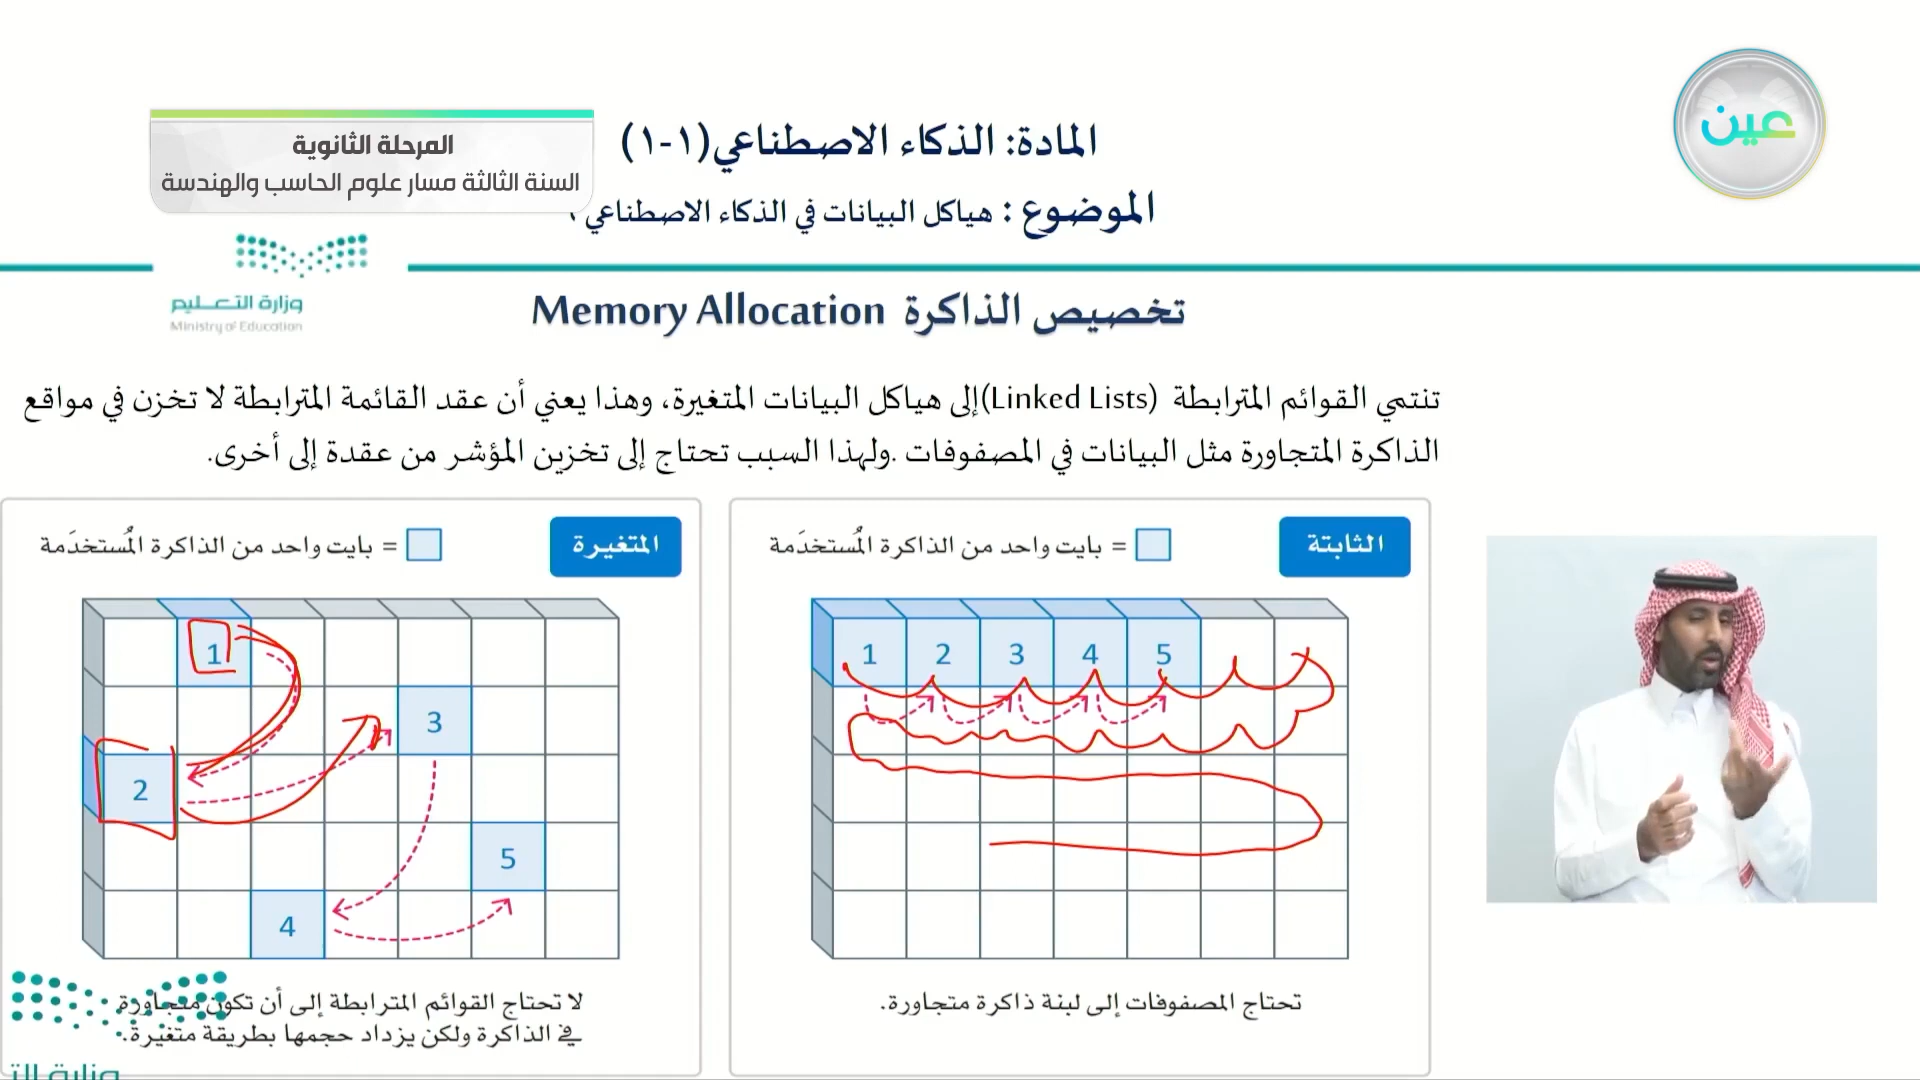 عين
المرحلة الثانوية
السنة الثالثة مسار علوم الحاسب والهندسة
المادة: الذكاء الاصطناعي(١-١)
الموضوع : هياكل البيانات في الذكاء الاصطناعي
وزارة التعليم
Ministry of Education
تخصيص الذاكرة Memory Allocation
تنتمي القوائم المترابطة (Linked Lists)إلى هياكل البيانات المتغيرة، وهذا يعني أن عقد القائمة المترابطة لا تخزن في مواقع
الذاكرة المتجاورة مثل البيانات في المصفوفات .ولهذا السبب تحتاج إلى تخزين المؤشر من عقدة إلى أخرى.
الثابتة
= بايت واحد من الذاكرة المُستخدَمة
1 2 3 4 5
تحتاج المصفوفات إلى لبنة ذاكرة متجاورة.
المتغيرة
= بايت واحد من الذاكرة المُستخدَمة
1
3
2
5
4
لا تحتاج القوائم المترابطة إلى أن تكون متجاورة
في الذاكرة ولكن يزداد حجمها بطريقة متغيرة.